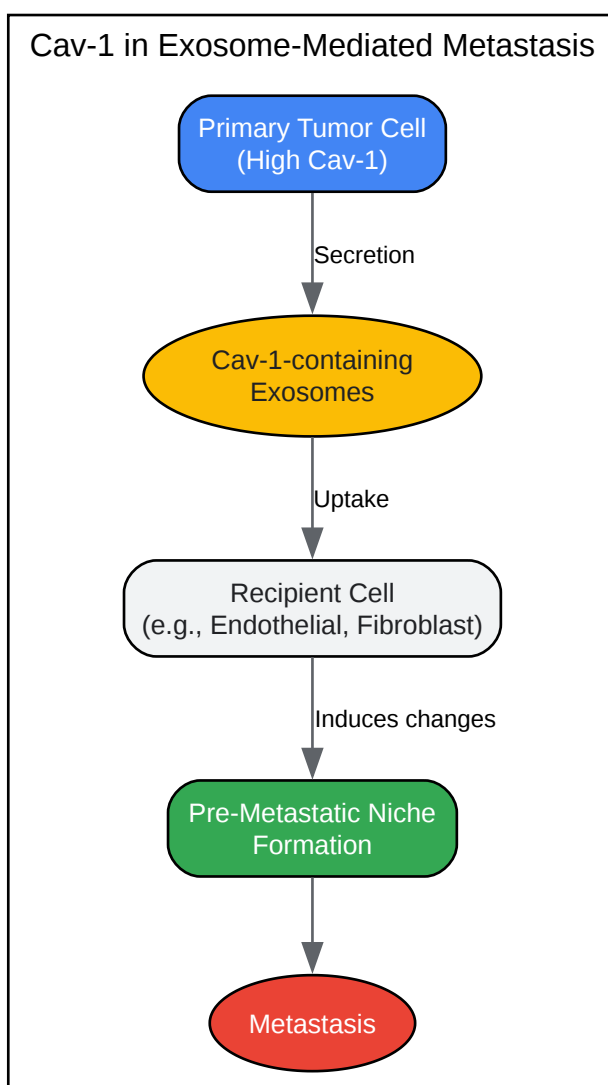 Cav-1 in Exosome-Mediated Metastasis
Primary Tumor Cell
(High Cav-1)
Secretion
Cav-1-containing
Exosomes
Uptake
Recipient Cell
(e.g., Endothelial, Fibroblast)
Induces changes
Pre-Metastatic Niche
Formation
Metastasis